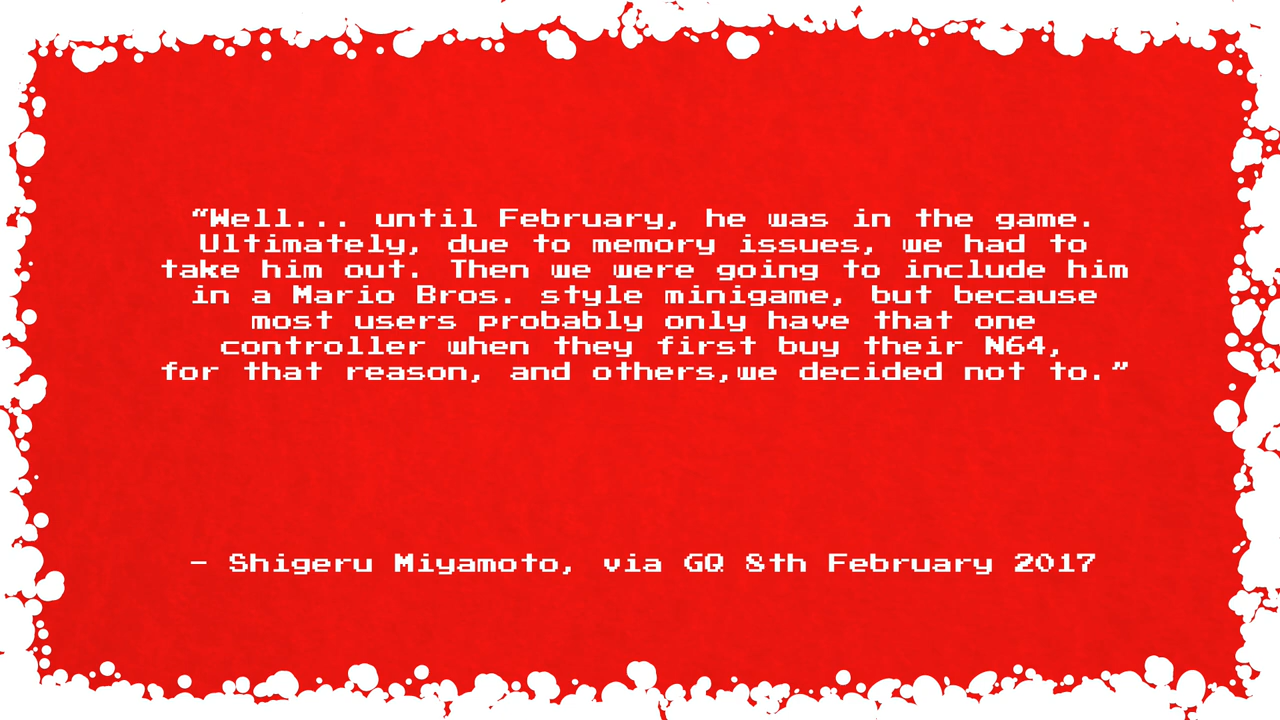 “Well... until February, he was in the game.
Ultimately, due to memory issues, we had to
take him out. Then we were going to include him
in a Mario Bros. style minigame, but because
most users probably only have that one
controller when they first buy their N64,
for that reason, and others,we decided not to.”
– Shigeru Miyamoto, via GQ 8th February 2017